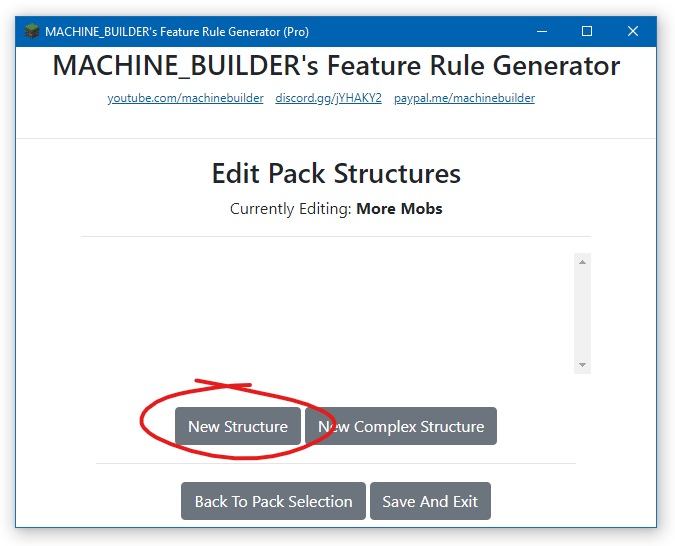 MACHINE_BUILDER's Feature Rule Generator (Pro)
MACHINE_BUILDER's Feature Rule Generator
youtube.com/machinebuilder discord.gg/jYHAKY2 paypal.me/machinebuilder
Edit Pack Structures
Currently Editing: More Mobs
New Structure New Complex Structure
Back To Pack Selection Save And Exit